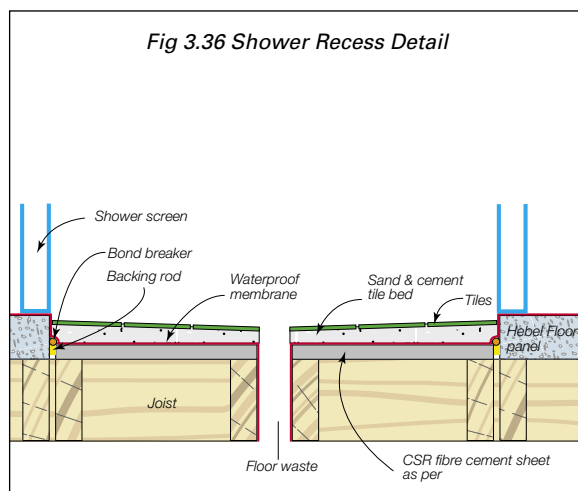 Fig 3.36 Shower Recess Detail
Shower screen
Bond breaker
Backing rod
Waterproof
membrane
Sand & cement
tile bed
Tiles
Hebel Floor
panel
Joist
Floor waste
CSR fibre cement sheet
as per